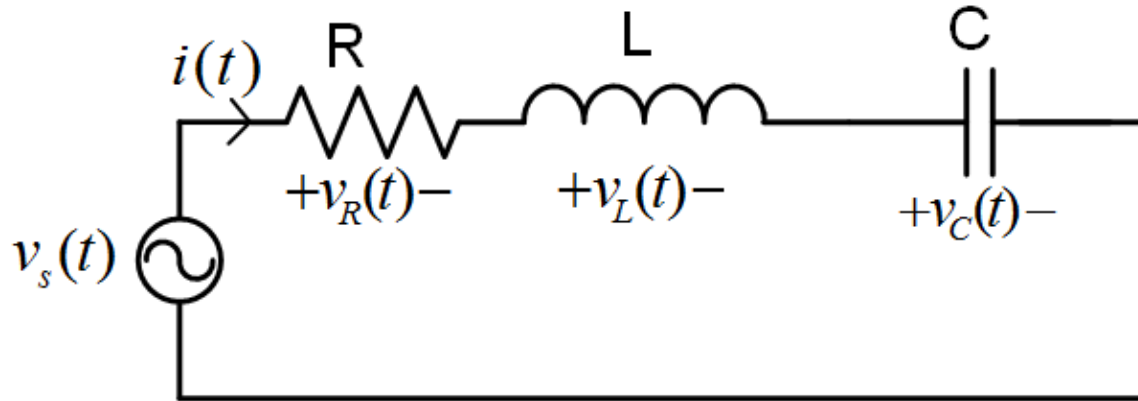 R L C
i(t)
+v_R(t)− +v_L(t)− +v_C(t)−
v_s(t)